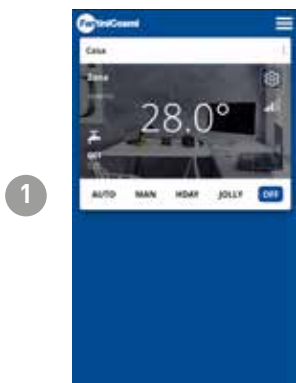 FantiniCosmi
Casa
Zona
28.0°
OFF
AUTO MAN HDAY JOLLY OFF
1